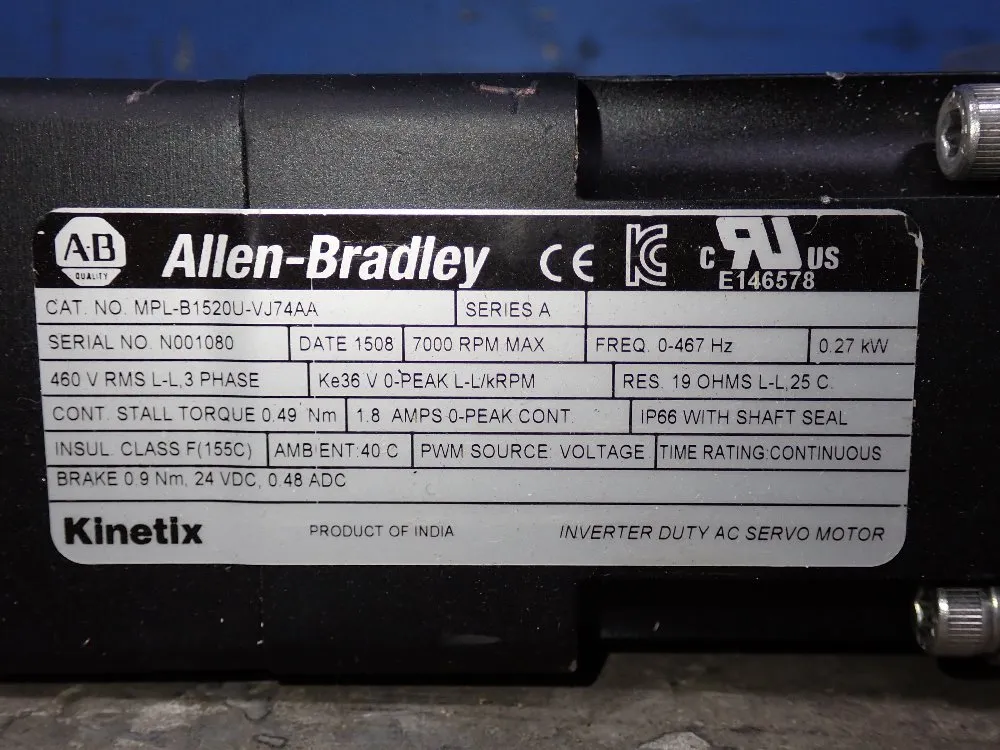 A·B QUALITY Allen-Bradley CE KC c RU US
E146578
CAT. NO. MPL-B1520U-VJ74AA SERIES A
SERIAL NO. N001080 DATE 1508 7000 RPM MAX FREQ. 0-467 Hz 0.27 kW
460 V RMS L-L,3 PHASE Ke36 V 0-PEAK L-L/kRPM RES. 19 OHMS L-L,25 C.
CONT. STALL TORQUE 0.49 Nm 1.8 AMPS 0-PEAK CONT. IP66 WITH SHAFT SEAL
INSUL. CLASS F(155C) AMBIENT:40 C PWM SOURCE: VOLTAGE TIME RATING:CONTINUOUS
BRAKE 0.9 Nm, 24 VDC, 0.48 ADC
Kinetix PRODUCT OF INDIA INVERTER DUTY AC SERVO MOTOR